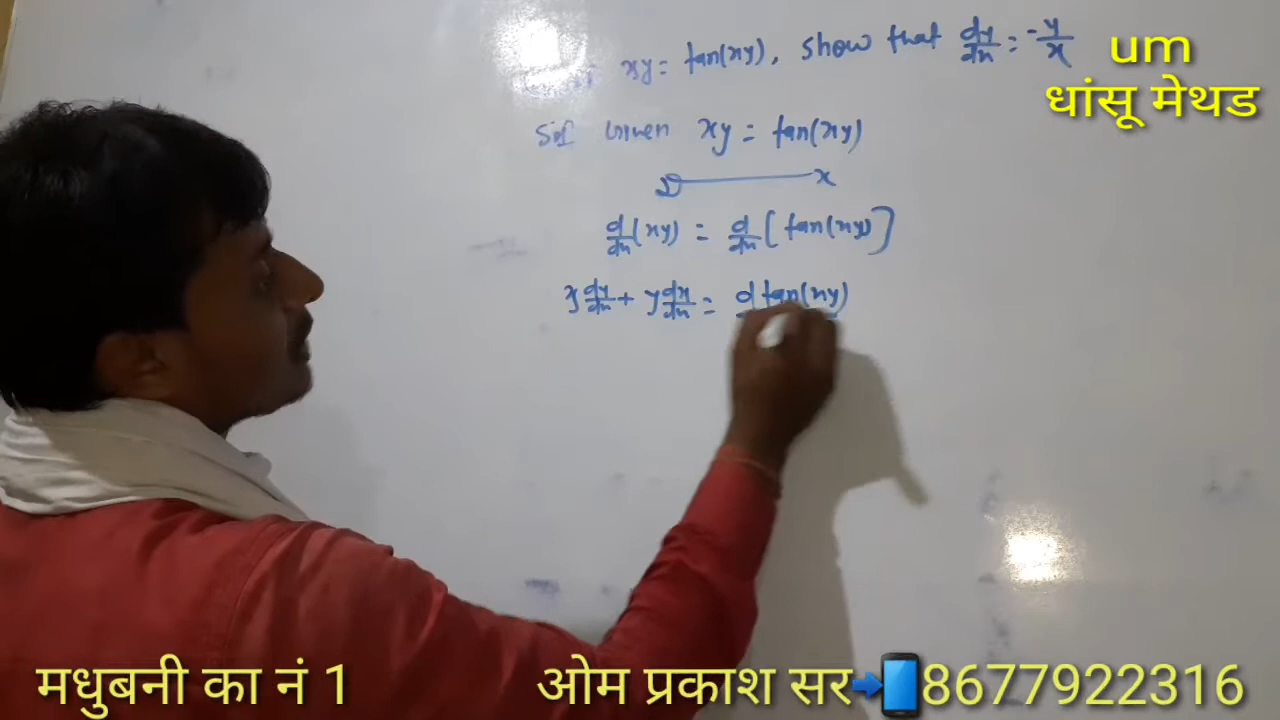 xy = tan(xy), show that dy/dx = -y/x
um
धांसू मेथड
Sol Given xy = tan(xy)
x
d/dx (xy) = d/dx [tan(xy)]
x dy/dx + y dx/dx = d tan(xy)
मधुबनी का नं 1
ओम प्रकाश सर 8677922316